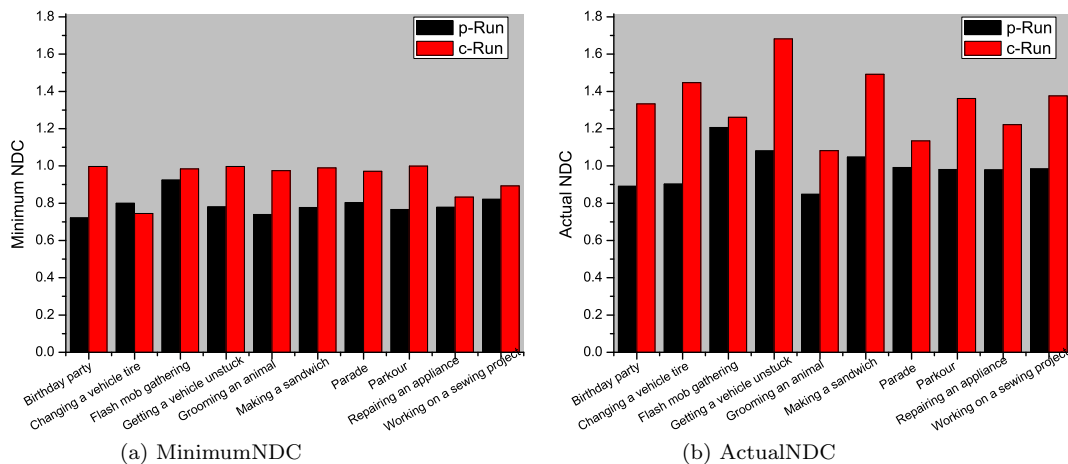 1.8
1.6
1.4
1.2
1.0
0.8
0.6
0.4
0.2
0.0
Minimum NDC
p-Run
c-Run
Birthday party
Changing a vehicle tire
Flash mob gathering
Getting a vehicle unstuck
Grooming an animal
Making a sandwich
Parade
Parkour
Repairing an appliance
Working on a sewing project
(a) MinimumNDC
1.8
1.6
1.4
1.2
1.0
0.8
0.6
0.4
0.2
0.0
Actual NDC
p-Run
c-Run
Birthday party
Changing a vehicle tire
Flash mob gathering
Getting a vehicle unstuck
Grooming an animal
Making a sandwich
Parade
Parkour
Repairing an appliance
Working on a sewing project
(b) ActualNDC